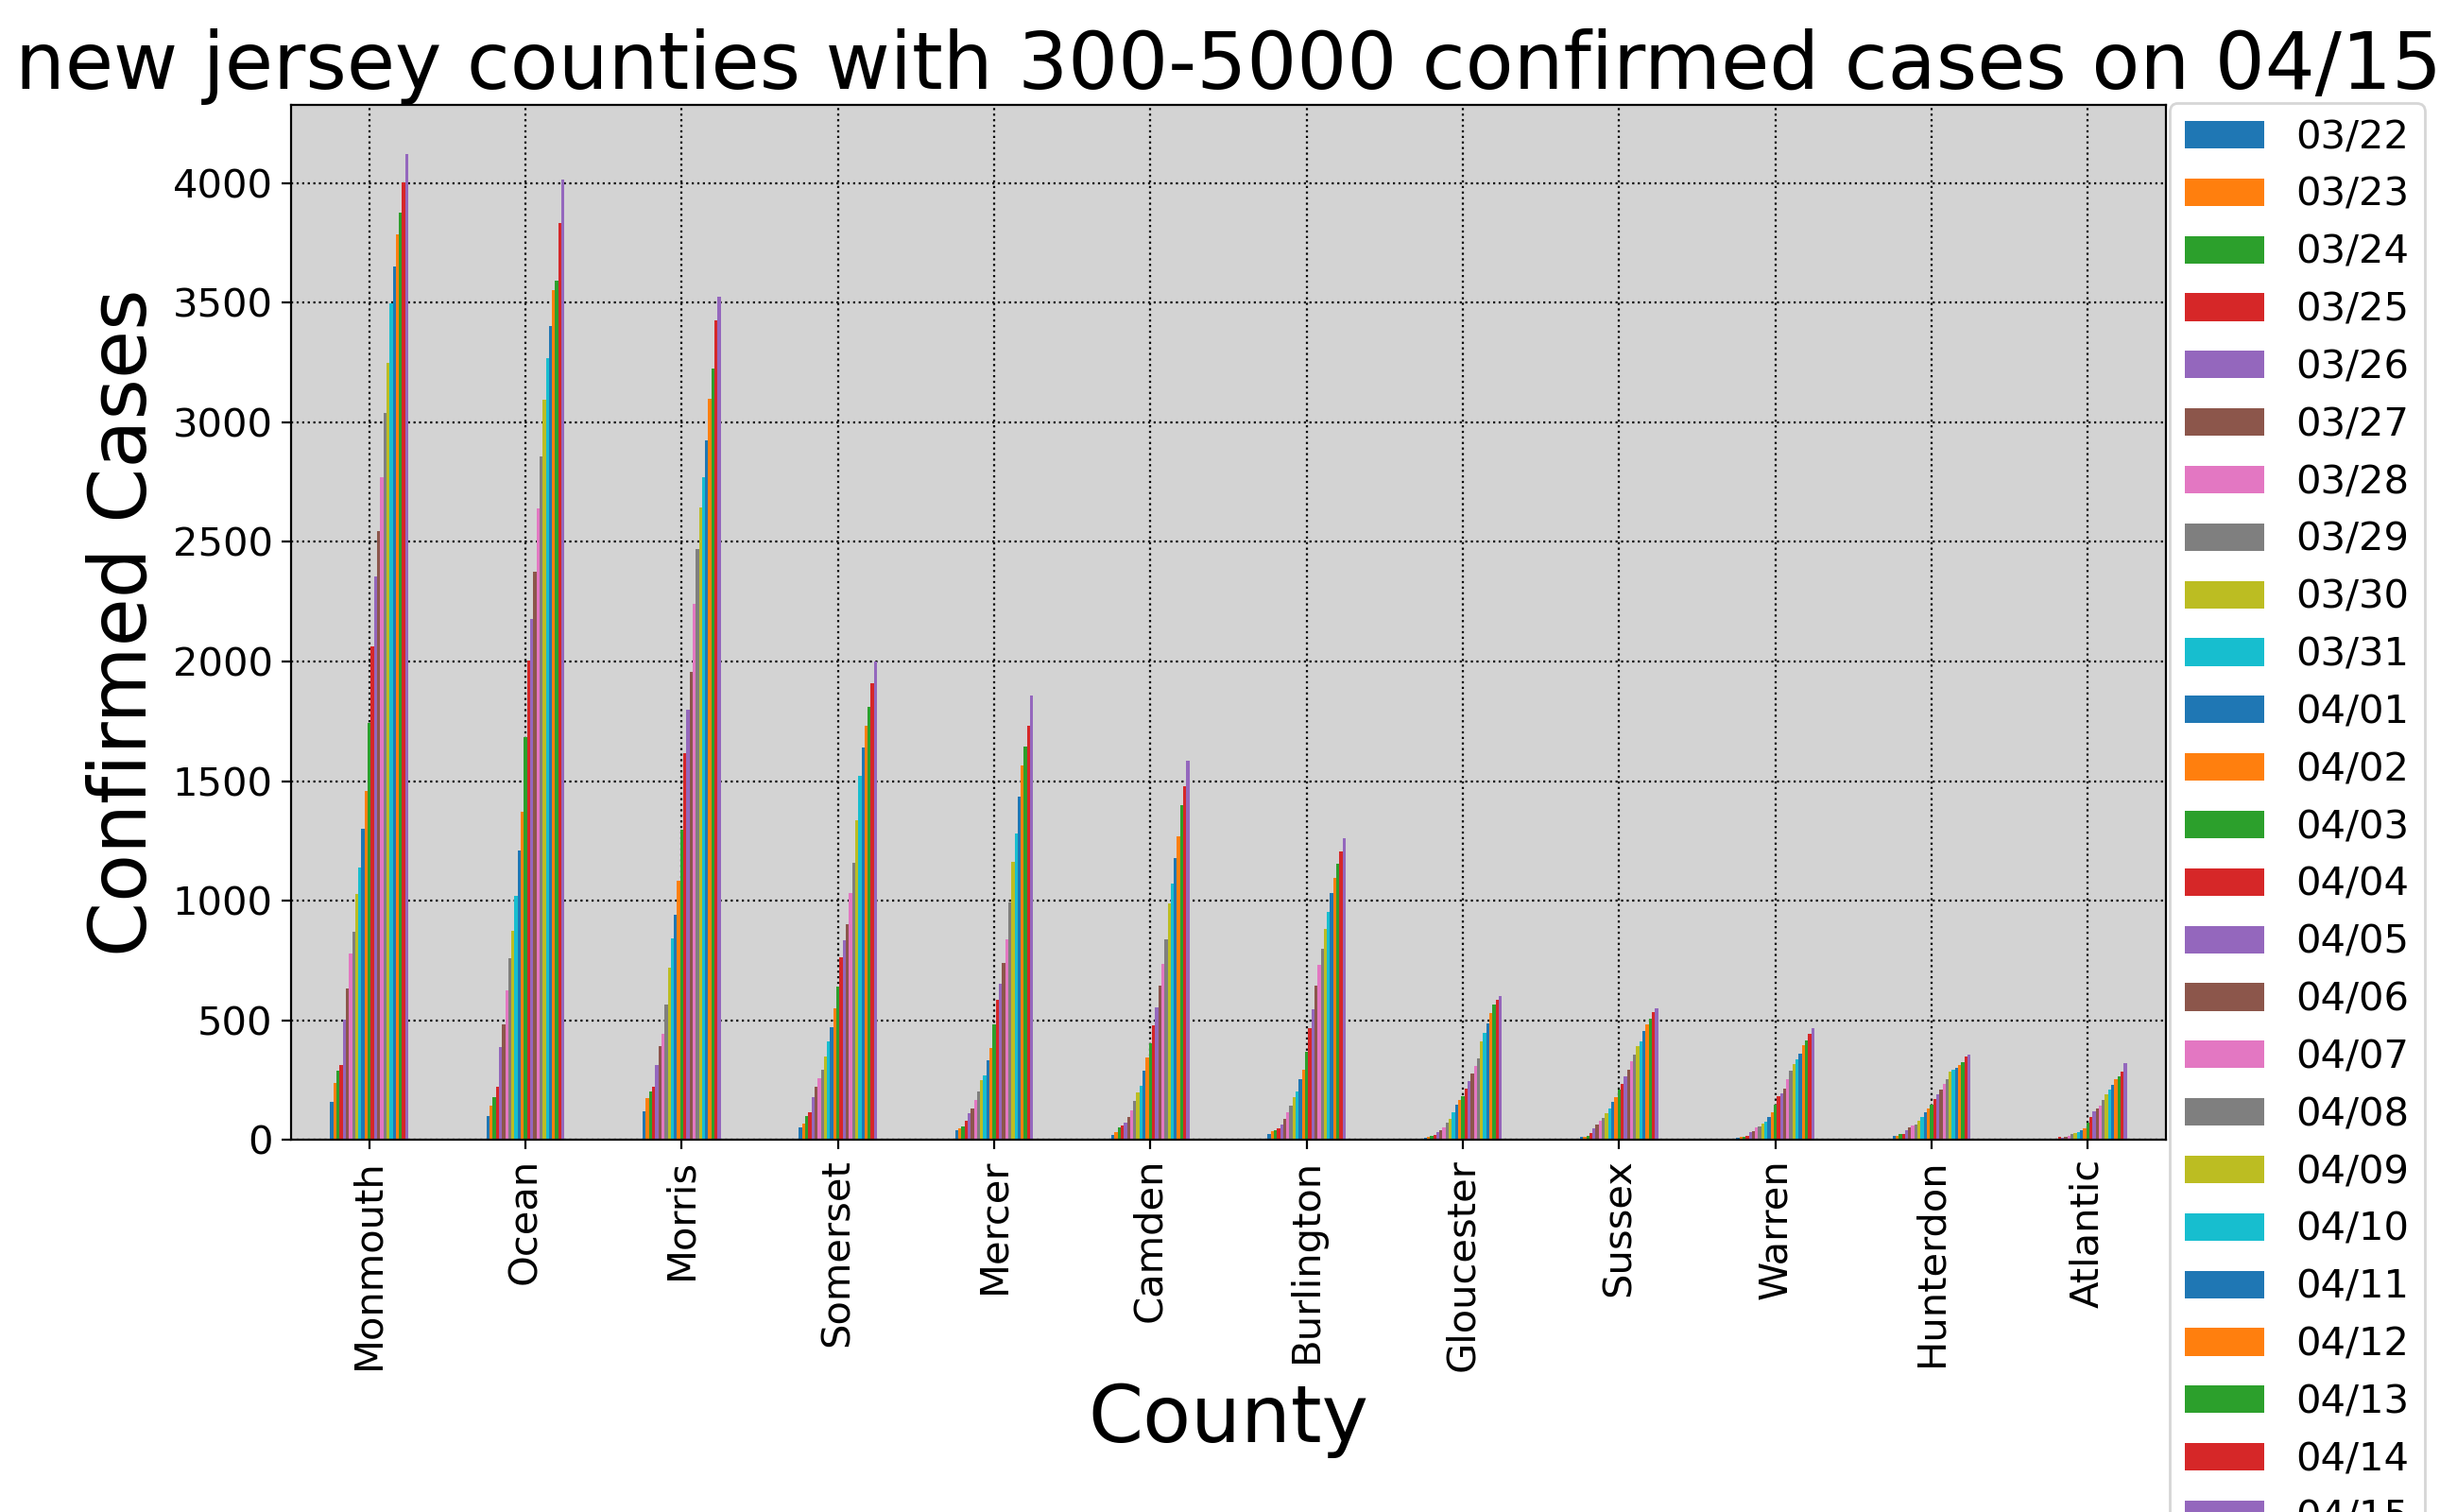 new jersey counties with 300-5000 confirmed cases on 04/15
Confirmed Cases
4000
3500
3000
2500
2000
1500
1000
500
0
Monmouth
Ocean
Morris
Somerset
Mercer
Camden
Burlington
Gloucester
Sussex
Warren
Hunterdon
Atlantic
County
03/22
03/23
03/24
03/25
03/26
03/27
03/28
03/29
03/30
03/31
04/01
04/02
04/03
04/04
04/05
04/06
04/07
04/08
04/09
04/10
04/11
04/12
04/13
04/14
04/15